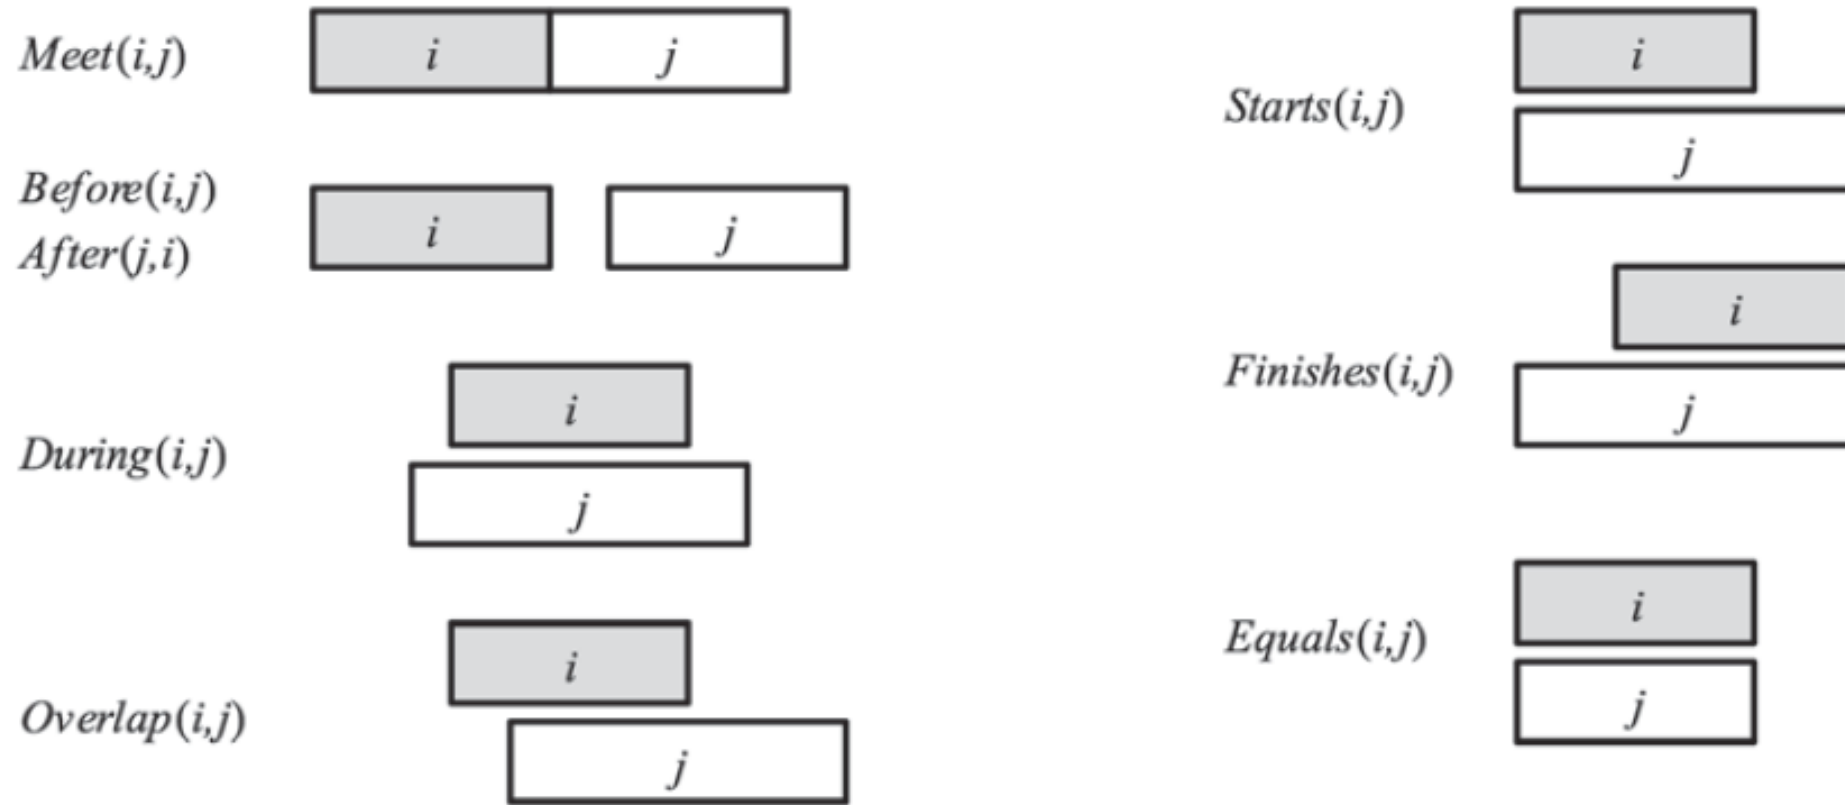 Meet(i,j)
i
j
Before(i,j)
After(j,i)
i
j
During(i,j)
i
j
Overlap(i,j)
i
j
Starts(i,j)
i
j
Finishes(i,j)
i
j
Equals(i,j)
i
j